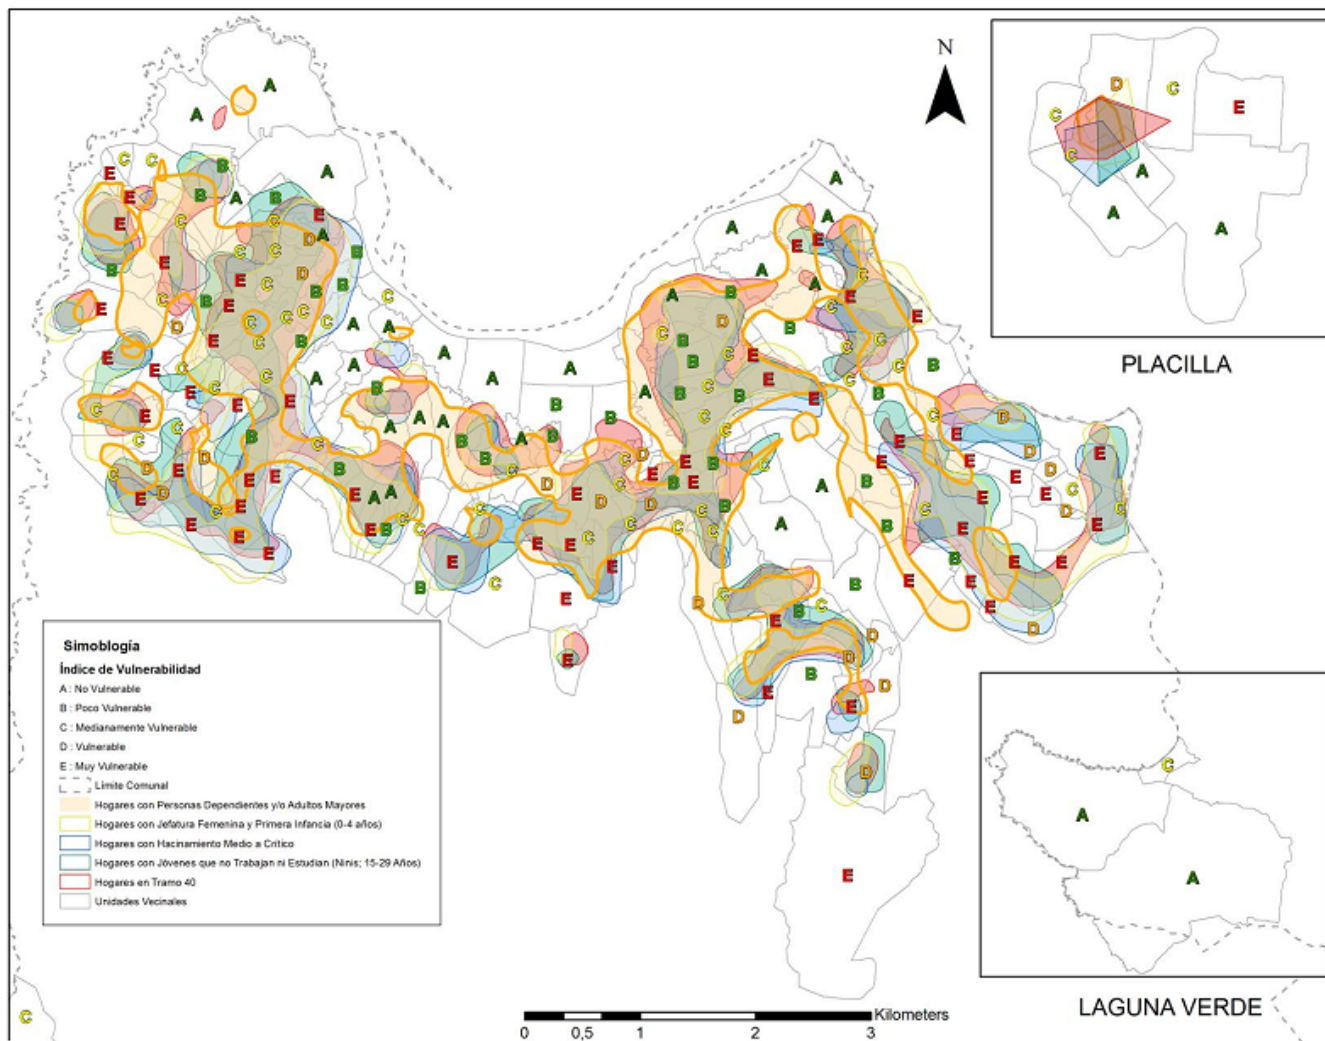 N
PLACILLA
Simoblogía
Índice de Vulnerabilidad
A : No Vulnerable
B : Poco Vulnerable
C : Medianamente Vulnerable
D : Vulnerable
E : Muy Vulnerable
Limite Comunal
Hogares con Personas Dependientes y/o Adultos Mayores
Hogares con Jefatura Femenina y Primera Infancia (0-4 años)
Hogares con Hacinamiento Medio a Crítico
Hogares con Jóvenes que no Trabajan ni Estudian (Ninis; 15-29 Años)
Hogares en Tramo 40
Unidades Vecinales
LAGUNA VERDE
Kilometers
0 0,5 1 2 3